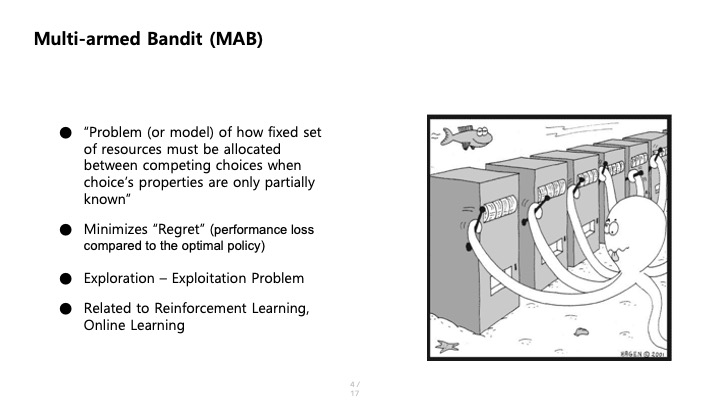 Multi-armed Bandit (MAB)
● “Problem (or model) of how fixed set
of resources must be allocated
between competing choices when
choice’s properties are only partially
known”
● Minimizes “Regret” (performance loss
compared to the optimal policy)
● Exploration – Exploitation Problem
● Related to Reinforcement Learning,
Online Learning
HAGEN © 2001
4 /
17